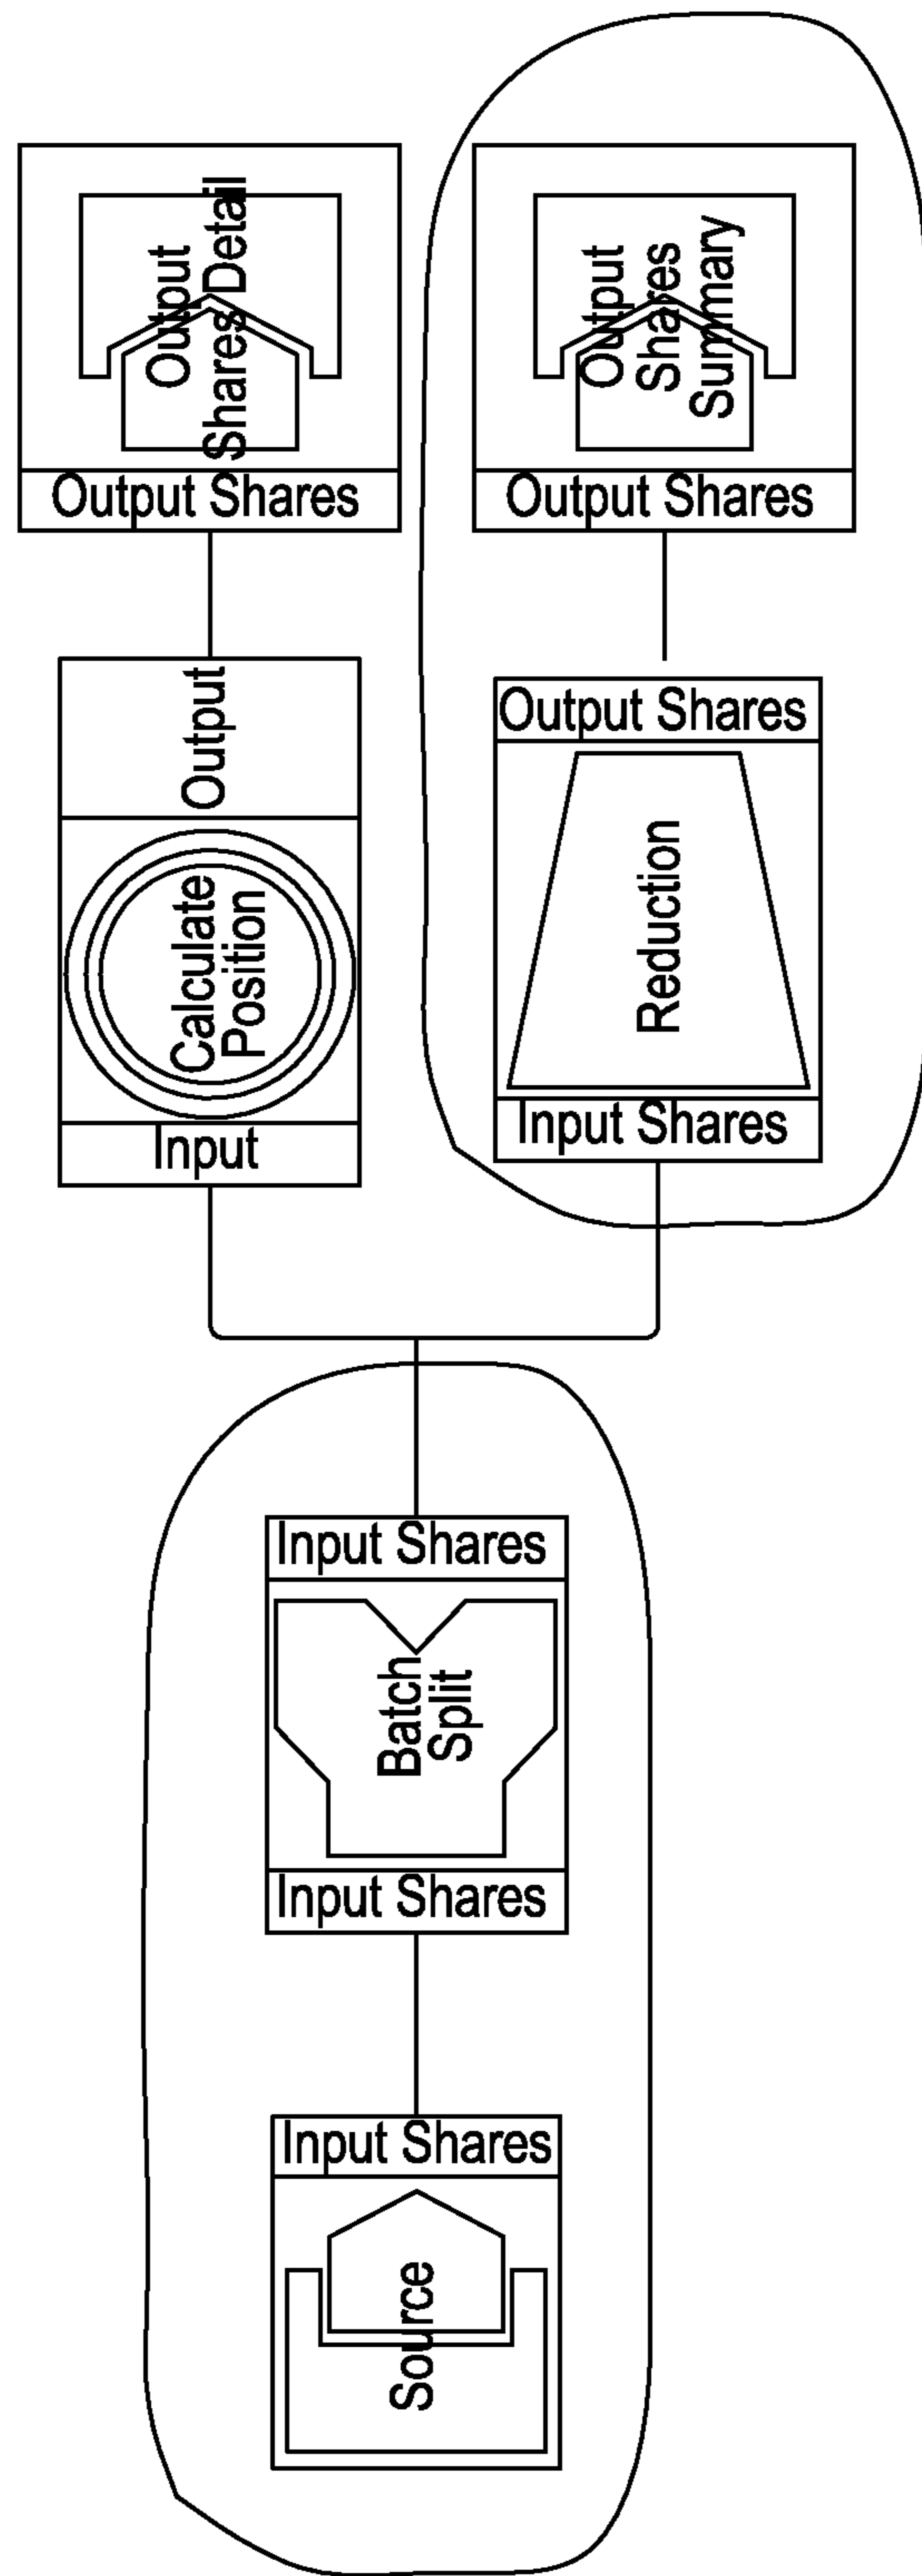 Source
Input Shares
Input Shares
Batch
Split
Input Shares
Input
Calculate
Position
Output
Output Shares
Output
Shares Detail
Input Shares
Reduction
Output Shares
Output Shares
Output
Shares
Summary